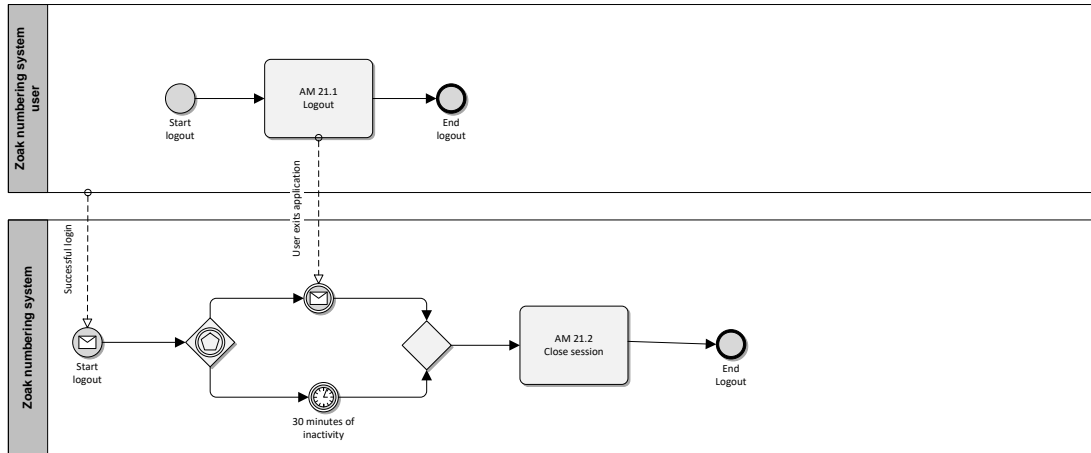 Zoak numbering system
user
AM 21.1
Logout
Start
logout
End
logout
Successful login
User exits application
Zoak numbering system
Start
logout
30 minutes of
inactivity
AM 21.2
Close session
End
Logout